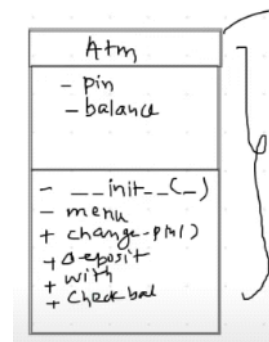 Atm
- pin
- balance
- __init__(_)
- menu
+ change-pin()
+ deposit
+ with
+ Check bal